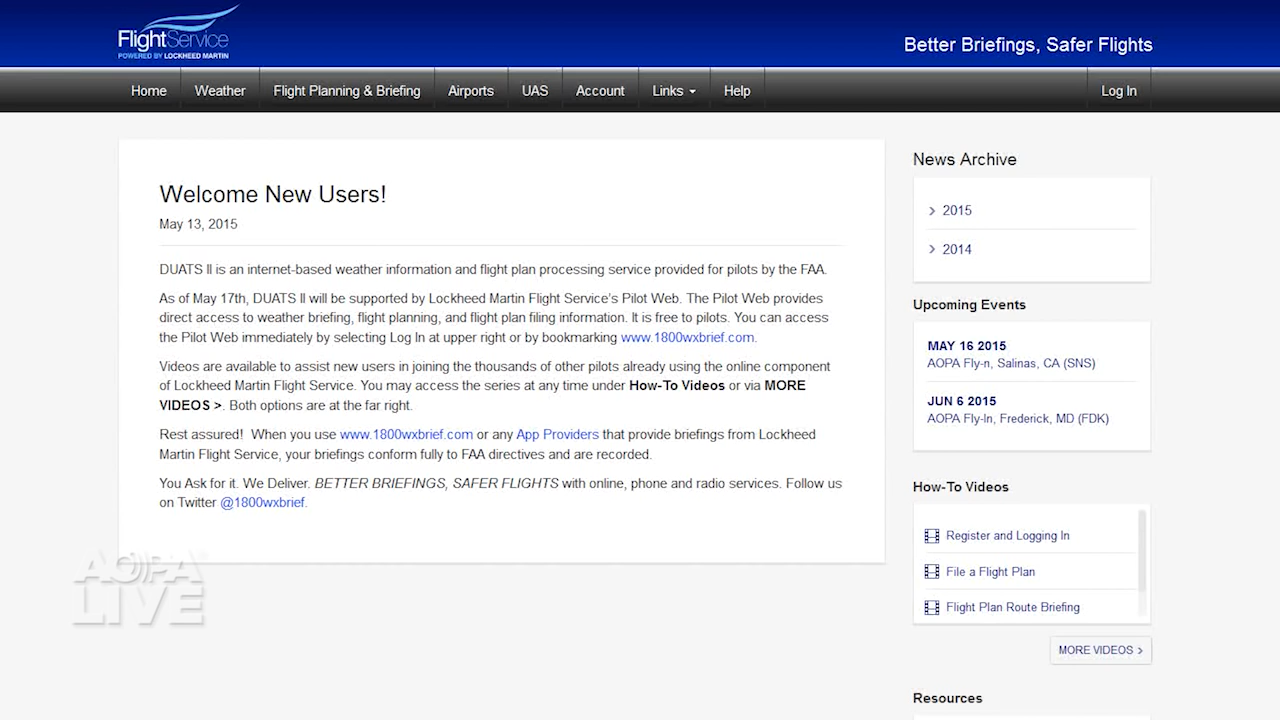 FlightService
POWERED BY LOCKHEED MARTIN
Better Briefings, Safer Flights
Home Weather Flight Planning & Briefing Airports UAS Account Links Help Log In
Welcome New Users!
May 13, 2015
DUATS II is an internet-based weather information and flight plan processing service provided for pilots by the FAA.
As of May 17th, DUATS II will be supported by Lockheed Martin Flight Service's Pilot Web. The Pilot Web provides
direct access to weather briefing, flight planning, and flight plan filing information. It is free to pilots. You can access
the Pilot Web immediately by selecting Log In at upper right or by bookmarking www.1800wxbrief.com.
Videos are available to assist new users in joining the thousands of other pilots already using the online component
of Lockheed Martin Flight Service. You may access the series at any time under How-To Videos or via MORE
VIDEOS >. Both options are at the far right.
Rest assured! When you use www.1800wxbrief.com or any App Providers that provide briefings from Lockheed
Martin Flight Service, your briefings conform fully to FAA directives and are recorded.
You Ask for it. We Deliver. BETTER BRIEFINGS, SAFER FLIGHTS with online, phone and radio services. Follow us
on Twitter @1800wxbrief.
News Archive
2015
2014
Upcoming Events
MAY 16 2015
AOPA Fly-n, Salinas, CA (SNS)
JUN 6 2015
AOPA Fly-In, Frederick, MD (FDK)
How-To Videos
Register and Logging In
File a Flight Plan
Flight Plan Route Briefing
MORE VIDEOS >
Resources
AOPA
LIVE